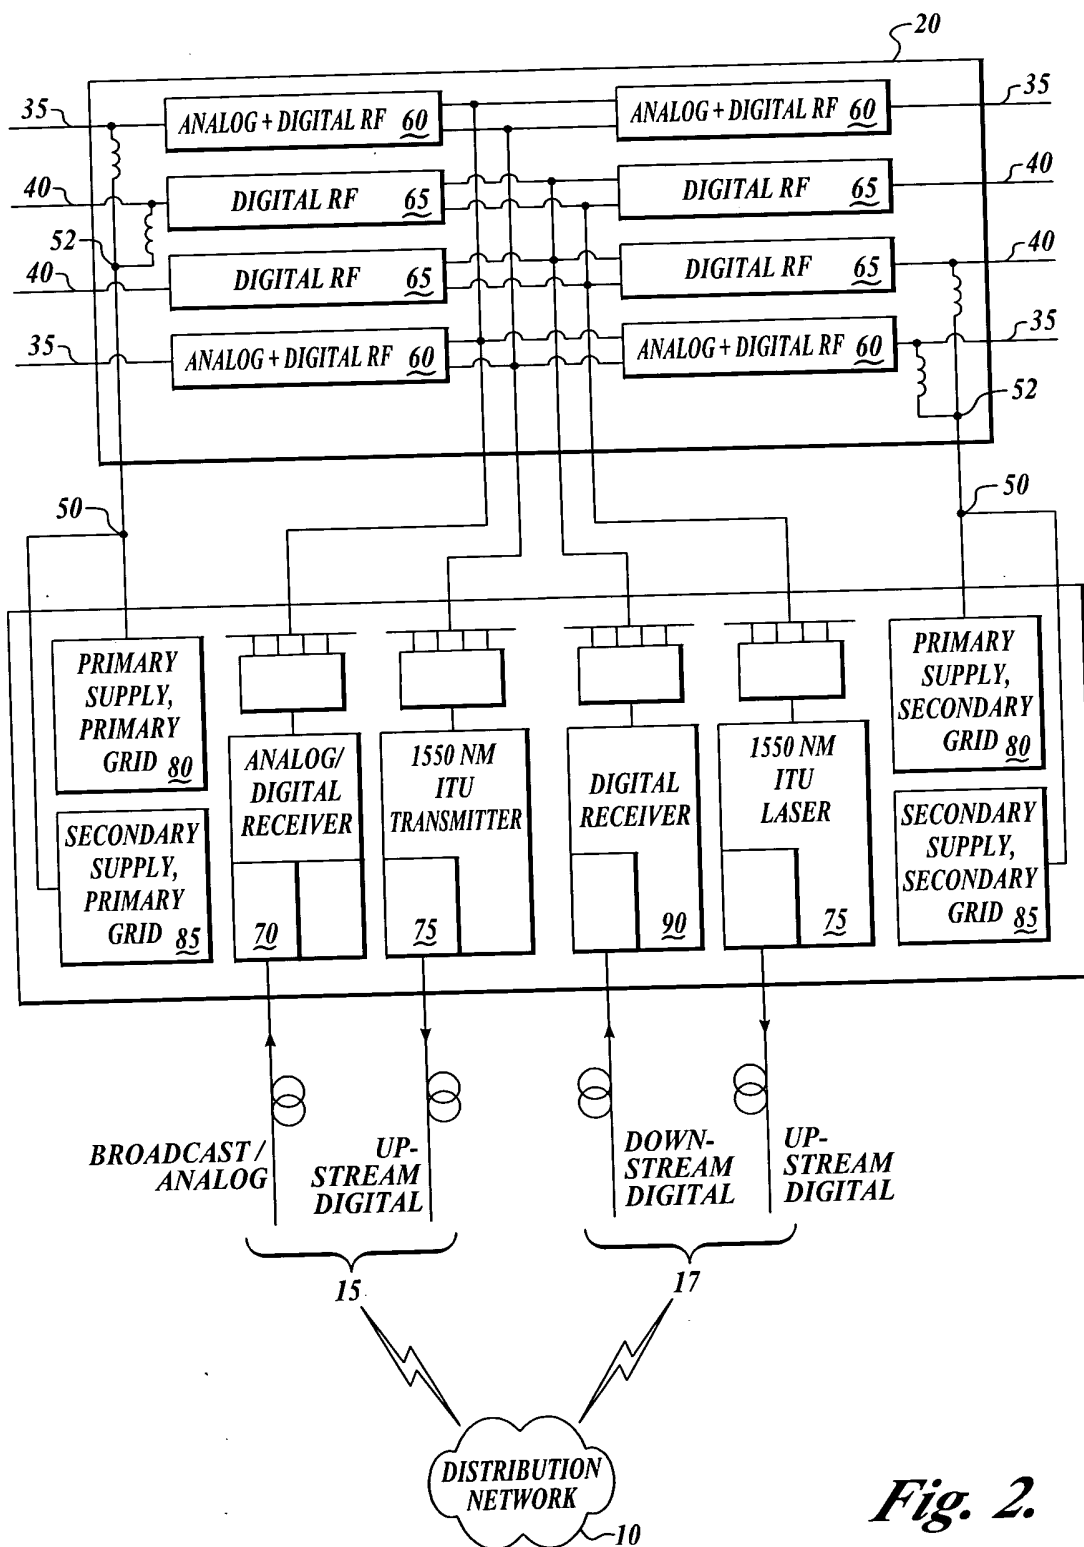 20
35
ANALOG + DIGITAL RF 60
ANALOG + DIGITAL RF 60
35
40
DIGITAL RF 65
DIGITAL RF 65
40
52
40
DIGITAL RF 65
DIGITAL RF 65
40
35
ANALOG + DIGITAL RF 60
ANALOG + DIGITAL RF 60
35
52
50
50
PRIMARY
SUPPLY,
PRIMARY
GRID 80
SECONDARY
SUPPLY,
PRIMARY
GRID 85
ANALOG/
DIGITAL
RECEIVER
70
1550 NM
ITU
TRANSMITTER
75
DIGITAL
RECEIVER
90
1550 NM
ITU
LASER
75
PRIMARY
SUPPLY,
SECONDARY
GRID 80
SECONDARY
SUPPLY,
SECONDARY
GRID 85
BROADCAST /
ANALOG
UP-
STREAM
DIGITAL
DOWN-
STREAM
DIGITAL
UP-
STREAM
DIGITAL
15
17
DISTRIBUTION
NETWORK
10
Fig. 2.